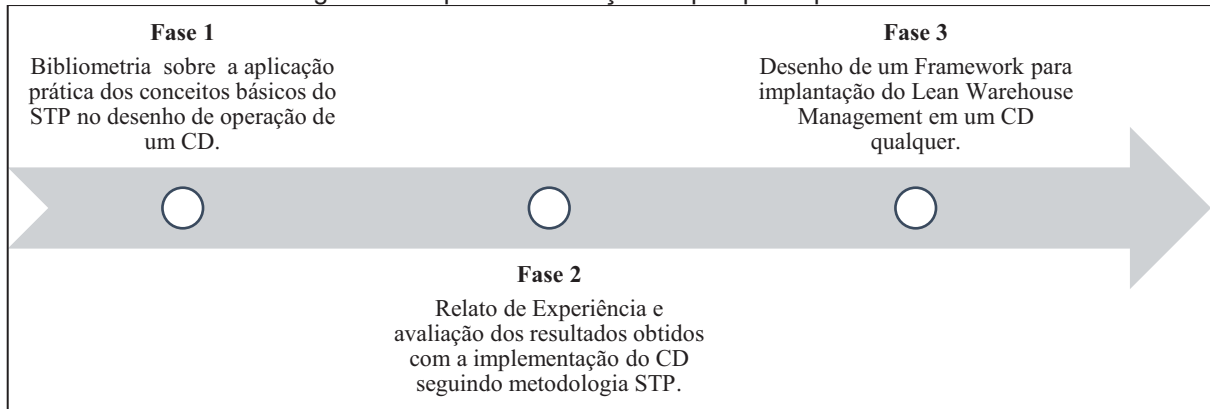 Fase 1
Bibliometria sobre a aplicação
prática dos conceitos básicos do
STP no desenho de operação de
um CD.
Fase 2
Relato de Experiência e
avaliação dos resultados obtidos
com a implementação do CD
seguindo metodologia STP.
Fase 3
Desenho de um Framework para
implantação do Lean Warehouse
Management em um CD
qualquer.